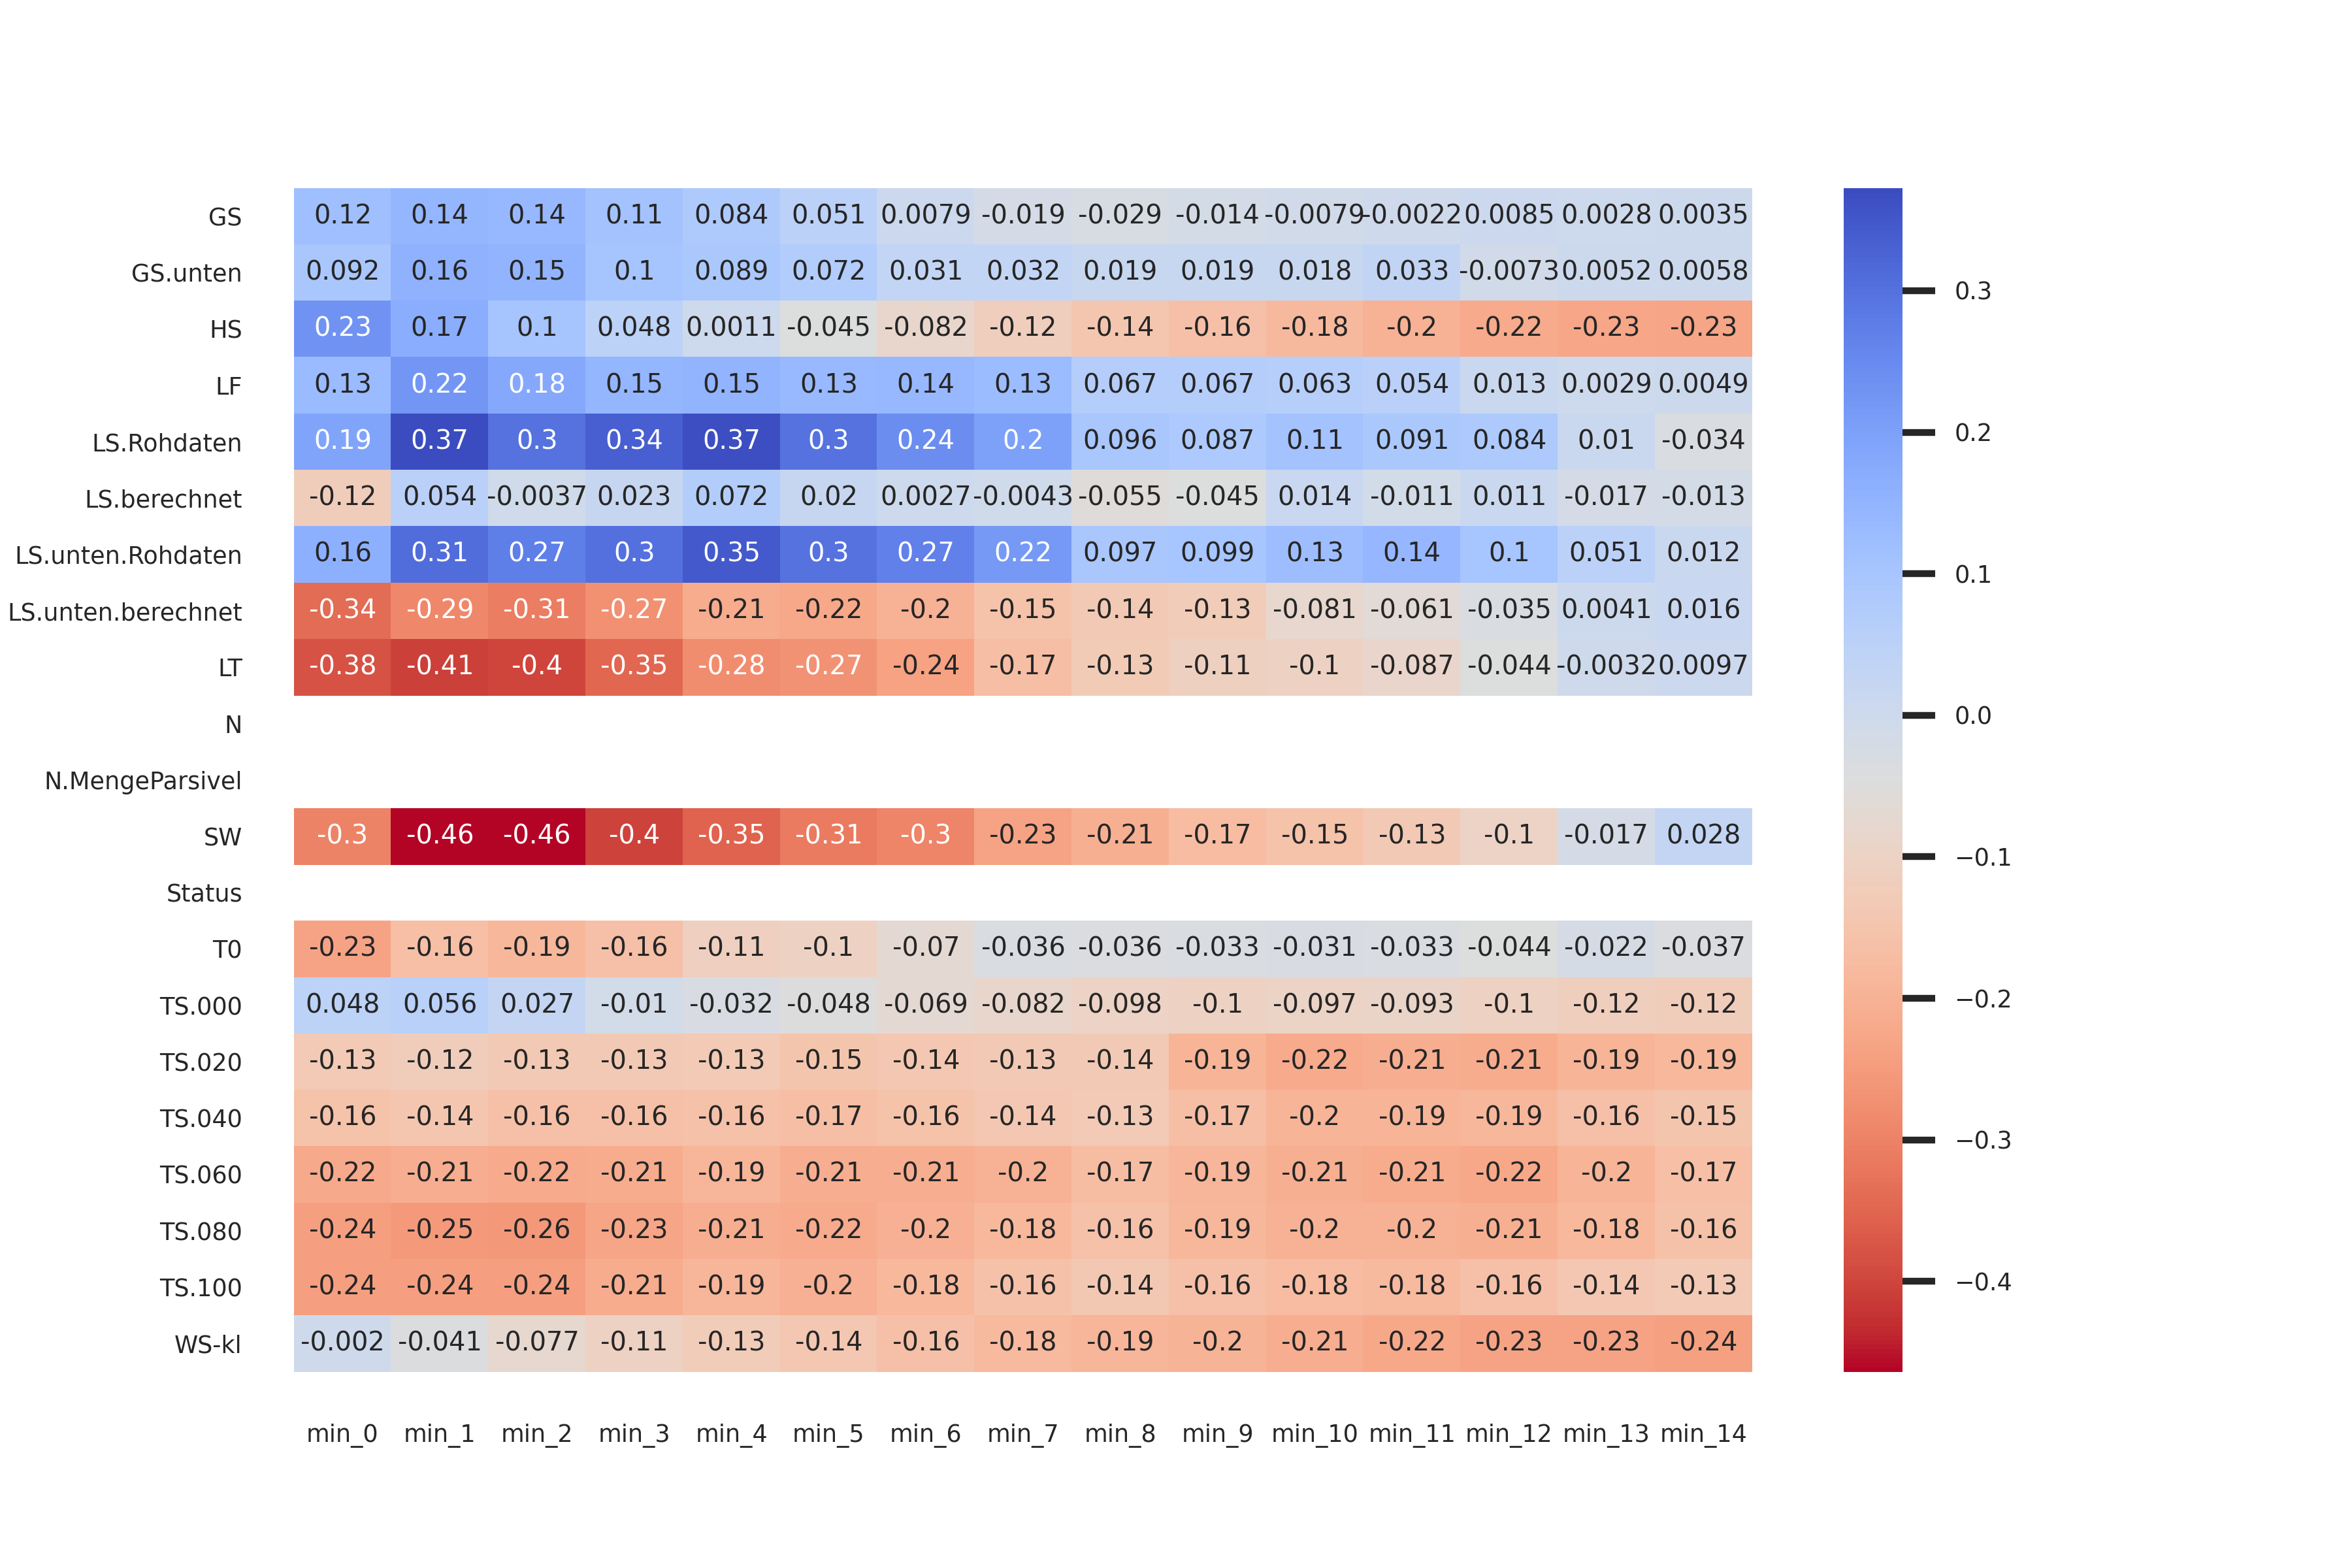 GS 0.12 0.14 0.14 0.11 0.084 0.051 0.0079 -0.019 -0.029 -0.014 -0.0079 -0.0022 0.0085 0.0028 0.0035
GS.unten 0.092 0.16 0.15 0.1 0.089 0.072 0.031 0.032 0.019 0.019 0.018 0.033 -0.0073 0.0052 0.0058
0.3
HS 0.23 0.17 0.1 0.048 0.0011 -0.045 -0.082 -0.12 -0.14 -0.16 -0.18 -0.2 -0.22 -0.23 -0.23
LF 0.13 0.22 0.18 0.15 0.15 0.13 0.14 0.13 0.067 0.067 0.063 0.054 0.013 0.0029 0.0049
0.2
LS.Rohdaten 0.19 0.37 0.3 0.34 0.37 0.3 0.24 0.2 0.096 0.087 0.11 0.091 0.084 0.01 -0.034
LS.berechnet -0.12 0.054 -0.0037 0.023 0.072 0.02 0.0027 -0.0043 -0.055 -0.045 0.014 -0.011 0.011 -0.017 -0.013
LS.unten.Rohdaten 0.16 0.31 0.27 0.3 0.35 0.3 0.27 0.22 0.097 0.099 0.13 0.14 0.1 0.051 0.012
0.1
LS.unten.berechnet -0.34 -0.29 -0.31 -0.27 -0.21 -0.22 -0.2 -0.15 -0.14 -0.13 -0.081 -0.061 -0.035 0.0041 0.016
LT -0.38 -0.41 -0.4 -0.35 -0.28 -0.27 -0.24 -0.17 -0.13 -0.11 -0.1 -0.087 -0.044 -0.0032 0.0097
0.0
N
N.MengeParsivel
SW -0.3 -0.46 -0.46 -0.4 -0.35 -0.31 -0.3 -0.23 -0.21 -0.17 -0.15 -0.13 -0.1 -0.017 0.028
−0.1
Status
T0 -0.23 -0.16 -0.19 -0.16 -0.11 -0.1 -0.07 -0.036 -0.036 -0.033 -0.031 -0.033 -0.044 -0.022 -0.037
−0.2
TS.000 0.048 0.056 0.027 -0.01 -0.032 -0.048 -0.069 -0.082 -0.098 -0.1 -0.097 -0.093 -0.1 -0.12 -0.12
TS.020 -0.13 -0.12 -0.13 -0.13 -0.13 -0.15 -0.14 -0.13 -0.14 -0.19 -0.22 -0.21 -0.21 -0.19 -0.19
TS.040 -0.16 -0.14 -0.16 -0.16 -0.16 -0.17 -0.16 -0.14 -0.13 -0.17 -0.2 -0.19 -0.19 -0.16 -0.15
−0.3
TS.060 -0.22 -0.21 -0.22 -0.21 -0.19 -0.21 -0.21 -0.2 -0.17 -0.19 -0.21 -0.21 -0.22 -0.2 -0.17
TS.080 -0.24 -0.25 -0.26 -0.23 -0.21 -0.22 -0.2 -0.18 -0.16 -0.19 -0.2 -0.2 -0.21 -0.18 -0.16
TS.100 -0.24 -0.24 -0.24 -0.21 -0.19 -0.2 -0.18 -0.16 -0.14 -0.16 -0.18 -0.18 -0.16 -0.14 -0.13
−0.4
WS-kl -0.002 -0.041 -0.077 -0.11 -0.13 -0.14 -0.16 -0.18 -0.19 -0.2 -0.21 -0.22 -0.23 -0.23 -0.24
min_0 min_1 min_2 min_3 min_4 min_5 min_6 min_7 min_8 min_9 min_10 min_11 min_12 min_13 min_14